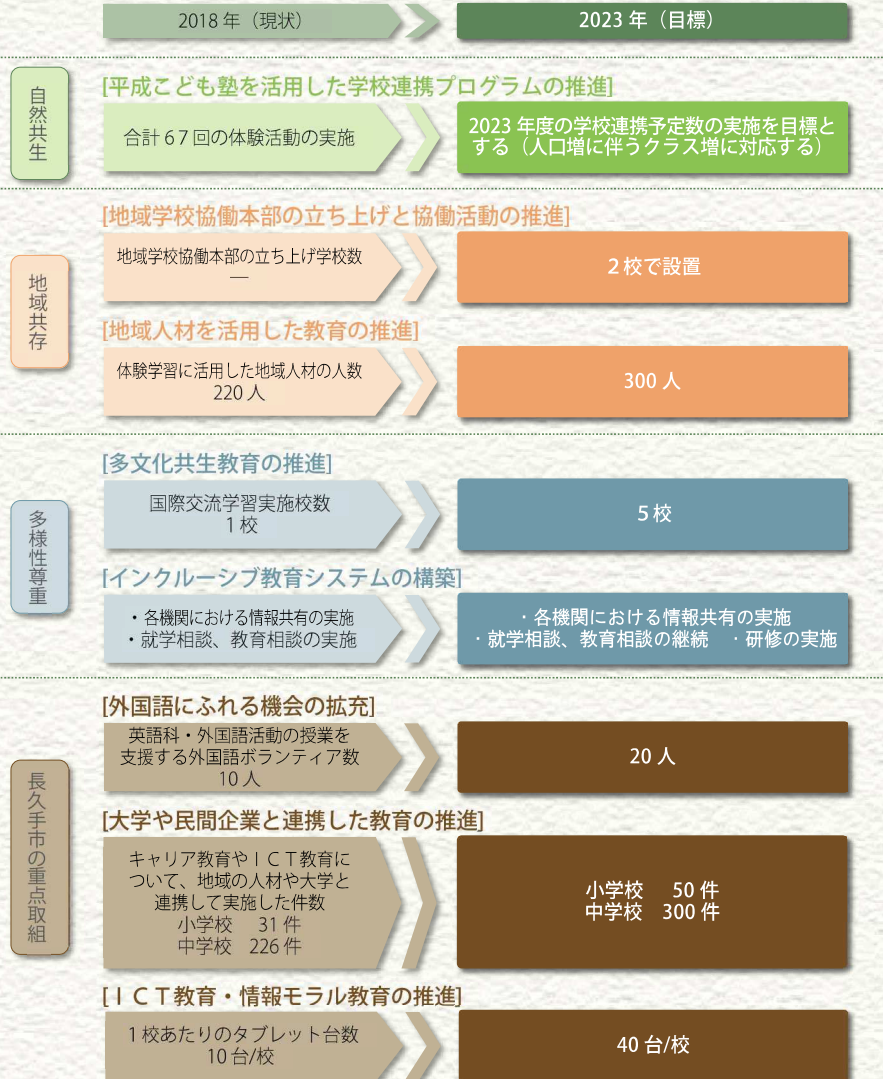 2018 年（現状）
2023 年（目標）
自然共生
[平成こども塾を活用した学校連携プログラムの推進]
合計６７回の体験活動の実施
2023 年度の学校連携予定数の実施を目標と
する（人口増に伴うクラス増に対応する）
地域共存
[地域学校協働本部の立ち上げと協働活動の推進]
地域学校協働本部の立ち上げ学校数
―
２校で設置
[地域人材を活用した教育の推進]
体験学習に活用した地域人材の人数
220 人
300 人
多様性尊重
[多文化共生教育の推進]
国際交流学習実施校数
1 校
５校
[インクルーシブ教育システムの構築]
・各機関における情報共有の実施
・就学相談、教育相談の実施
・各機関における情報共有の実施
・就学相談、教育相談の継続　・研修の実施
長久手市の重点取組
[外国語にふれる機会の拡充]
英語科・外国語活動の授業を
支援する外国語ボランティア数
10 人
20 人
[大学や民間企業と連携した教育の推進]
キャリア教育やＩＣＴ教育に
ついて、地域の人材や大学と
連携して実施した件数
小学校　31 件
中学校　226 件
小学校　50 件
中学校　300 件
[ＩＣＴ教育・情報モラル教育の推進]
1 校あたりのタブレット台数
10 台/校
40 台/校